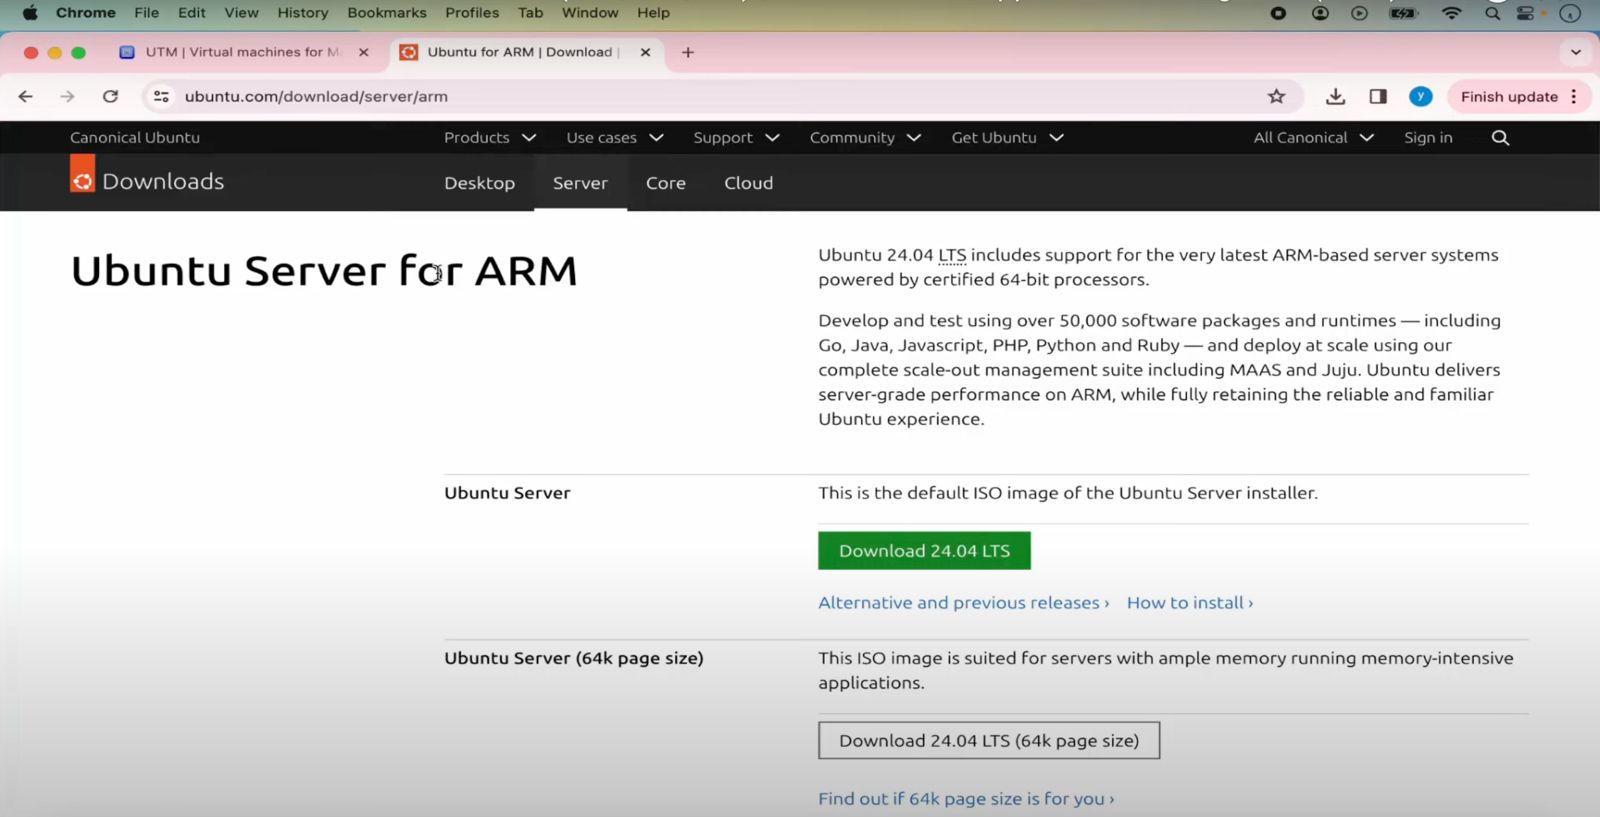 Chrome File Edit View History Bookmarks Profiles Tab Window Help
UTM | Virtual machines for M
Ubuntu for ARM | Download |
ubuntu.com/download/server/arm
y
Finish update
Canonical Ubuntu
Products Use cases Support Community Get Ubuntu
All Canonical Sign in
Downloads
Desktop Server Core Cloud
Ubuntu Server for ARM
Ubuntu 24.04 LTS includes support for the very latest ARM-based server systems
powered by certified 64-bit processors.
Develop and test using over 50,000 software packages and runtimes — including
Go, Java, Javascript, PHP, Python and Ruby — and deploy at scale using our
complete scale-out management suite including MAAS and Juju. Ubuntu delivers
server-grade performance on ARM, while fully retaining the reliable and familiar
Ubuntu experience.
Ubuntu Server
This is the default ISO image of the Ubuntu Server installer.
Download 24.04 LTS
Alternative and previous releases › How to install ›
Ubuntu Server (64k page size)
This ISO image is suited for servers with ample memory running memory-intensive
applications.
Download 24.04 LTS (64k page size)
Find out if 64k page size is for you ›